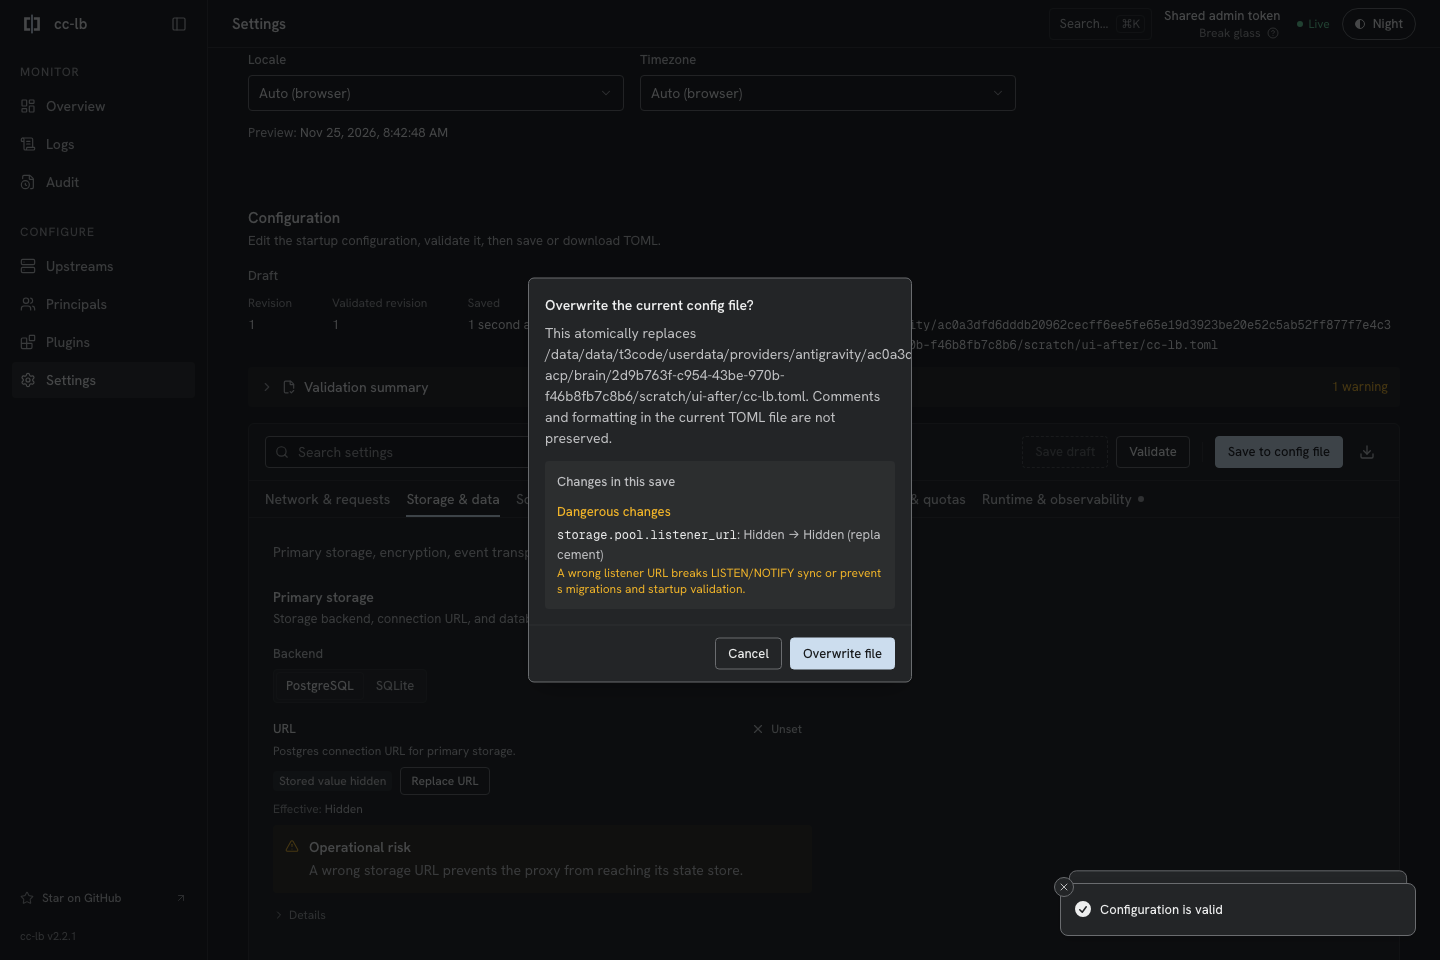 cc-lb
Settings
Search... ⌘K
Shared admin token
Break glass
Live
Night
MONITOR
Overview
Logs
Audit
CONFIGURE
Upstreams
Principals
Plugins
Settings
Star on GitHub
cc-lb v2.2.1
Locale
Timezone
Auto (browser)
Auto (browser)
Preview: Nov 25, 2026, 8:42:48 AM
Configuration
Edit the startup configuration, validate it, then save or download TOML.
Draft
Revision
Validated revision
Saved
1
1
1 second a
ity/ac0a3dfd6dddb20962cecff6ee5fe65e19d3923be20e52c5ab52ff877f7e4c3
0b-f46b8fb7c8b6/scratch/ui-after/cc-lb.toml
Validation summary
1 warning
Search settings
Save draft
Validate
Save to config file
Network & requests
Storage & data
Sc
& quotas
Runtime & observability
Primary storage, encryption, event transp
Primary storage
Storage backend, connection URL, and datab
Backend
PostgreSQL
SQLite
URL
Unset
Postgres connection URL for primary storage.
Stored value hidden
Replace URL
Effective: Hidden
Operational risk
A wrong storage URL prevents the proxy from reaching its state store.
Details
Overwrite the current config file?
This atomically replaces
/data/data/t3code/userdata/providers/antigravity/ac0a3c
acp/brain/2d9b763f-c954-43be-970b-
f46b8fb7c8b6/scratch/ui-after/cc-lb.toml. Comments
and formatting in the current TOML file are not
preserved.
Changes in this save
Dangerous changes
storage.pool.listener_url: Hidden → Hidden (repla
cement)
A wrong listener URL breaks LISTEN/NOTIFY sync or prevent
s migrations and startup validation.
Cancel
Overwrite file
Configuration is valid